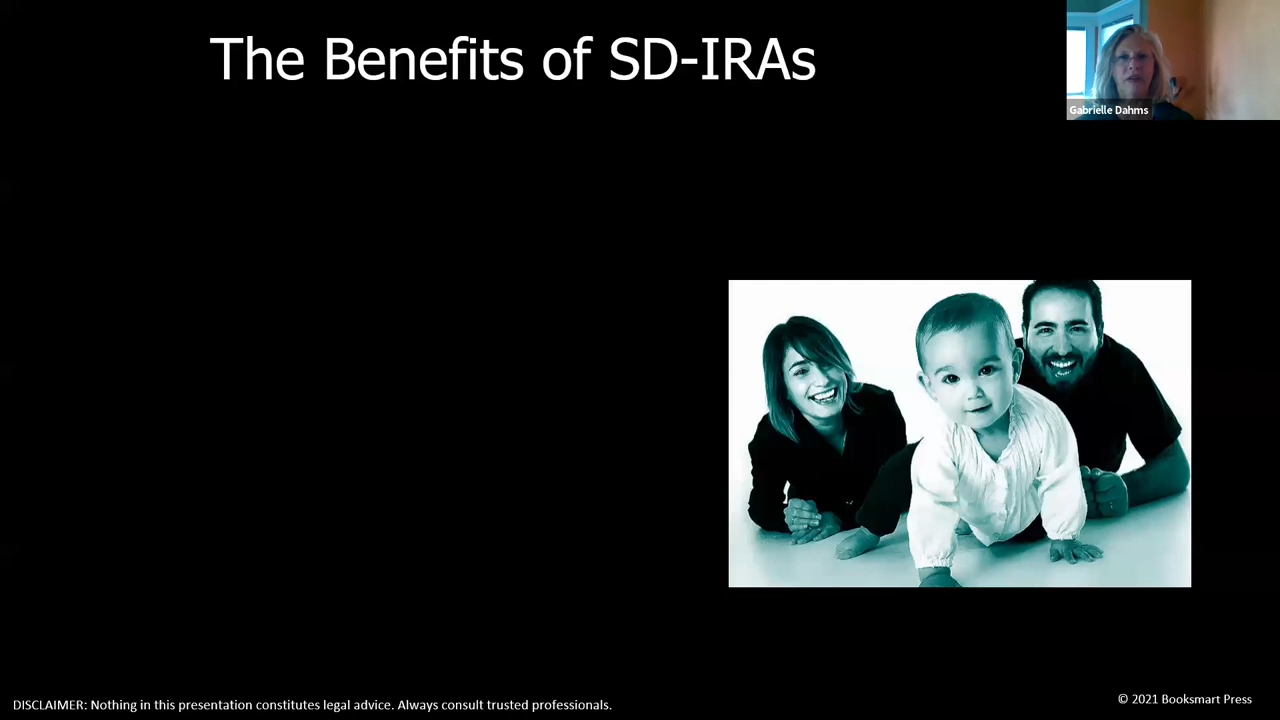 The Benefits of SD-IRAs
Gabrielle Dahms
DISCLAIMER: Nothing in this presentation constitutes legal advice. Always consult trusted professionals.
© 2021 Booksmart Press